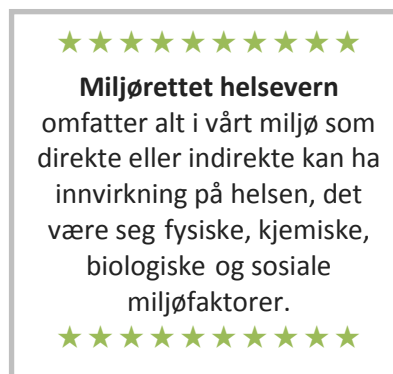 Miljørettet helsevern
omfatter alt i vårt miljø som
direkte eller indirekte kan ha
innvirkning på helsen, det
være seg fysiske, kjemiske,
biologiske og sosiale
miljøfaktorer.